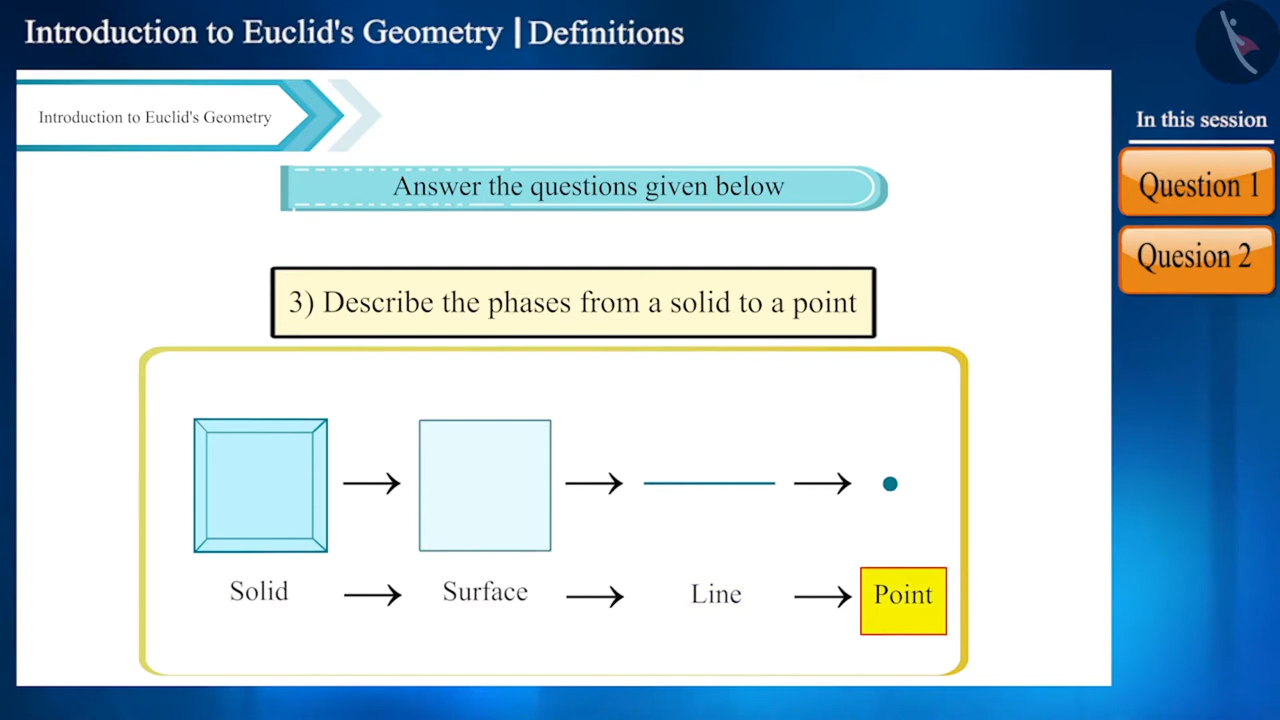 Introduction to Euclid's Geometry | Definitions
In this session
Introduction to Euclid's Geometry
Question 1
Answer the questions given below
Quesion 2
3) Describe the phases from a solid to a point
Solid → Surface → Line → Point